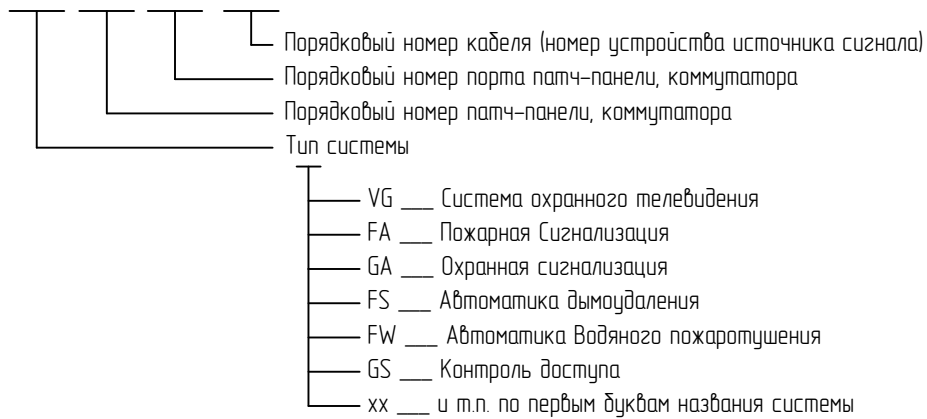 Порядковый номер кабеля (номер устройства источника сигнала)
Порядковый номер порта патч-панели, коммутатора
Порядковый номер патч-панели, коммутатора
Тип системы
VG ___ Система охранного телевидения
FA ___ Пожарная Сигнализация
GA ___ Охранная сигнализация
FS ___ Автоматика дымоудаления
FW ___ Автоматика Водяного пожаротушения
GS ___ Контроль доступа
xx ___ и т.п. по первым буквам названия системы